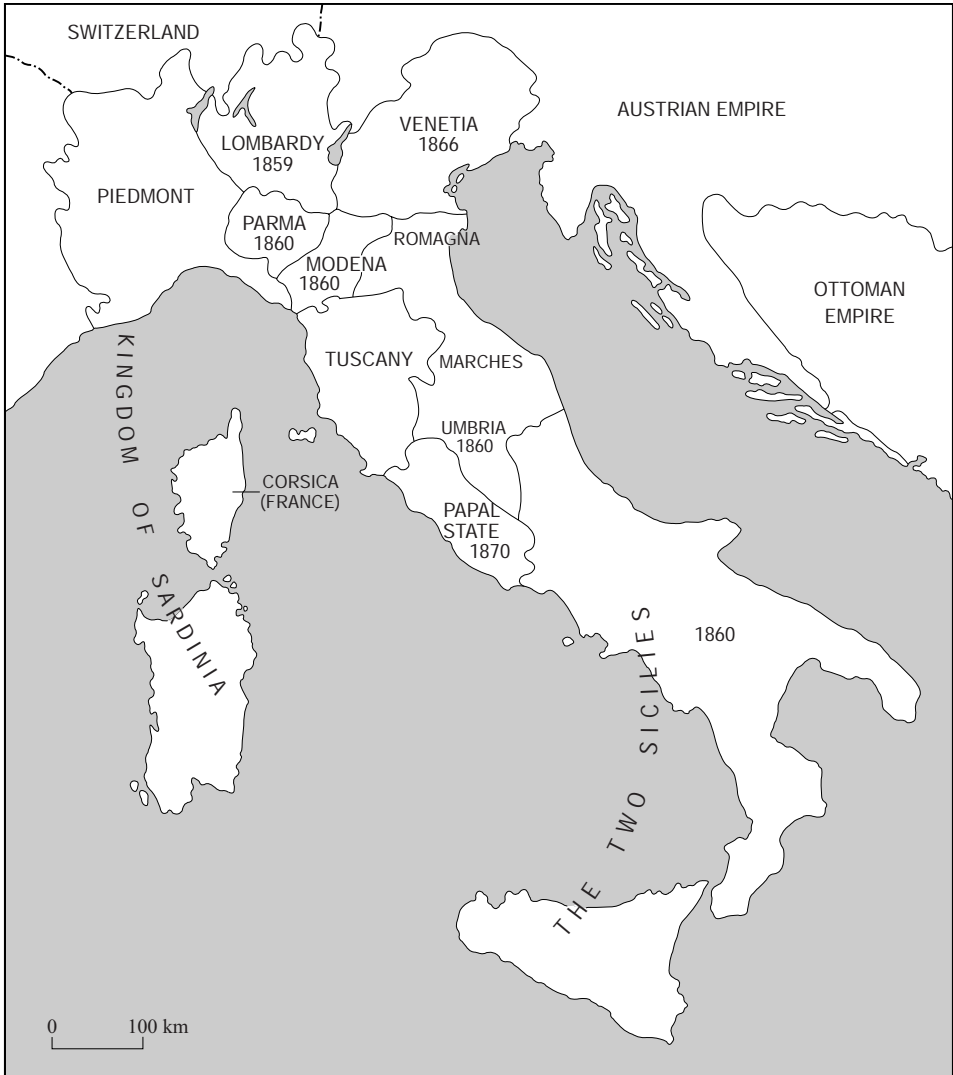 SWITZERLAND
AUSTRIAN EMPIRE
VENETIA
1866
LOMBARDY
1859
PIEDMONT
PARMA
1860
ROMAGNA
MODENA
1860
OTTOMAN
EMPIRE
TUSCANY
MARCHES
UMBRIA
1860
KINGDOM OF SARDINIA
CORSICA
(FRANCE)
PAPAL
STATE
1870
1860
THE TWO SICILIES
0 100 km